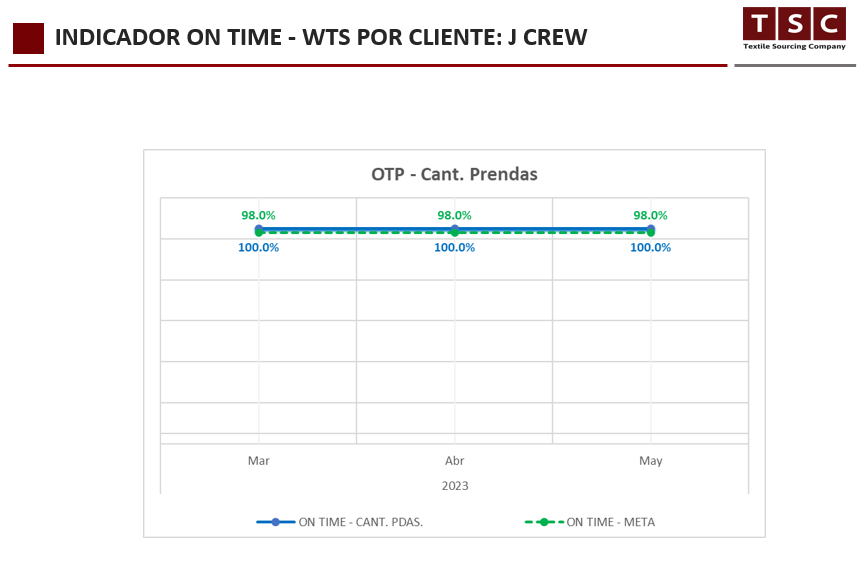 INDICADOR ON TIME - WTS POR CLIENTE: J CREW
TSC
Textile Sourcing Company
OTP - Cant. Prendas
98.0% 98.0% 98.0%
100.0% 100.0% 100.0%
Mar Abr May
2023
ON TIME - CANT. PDAS. ON TIME - META